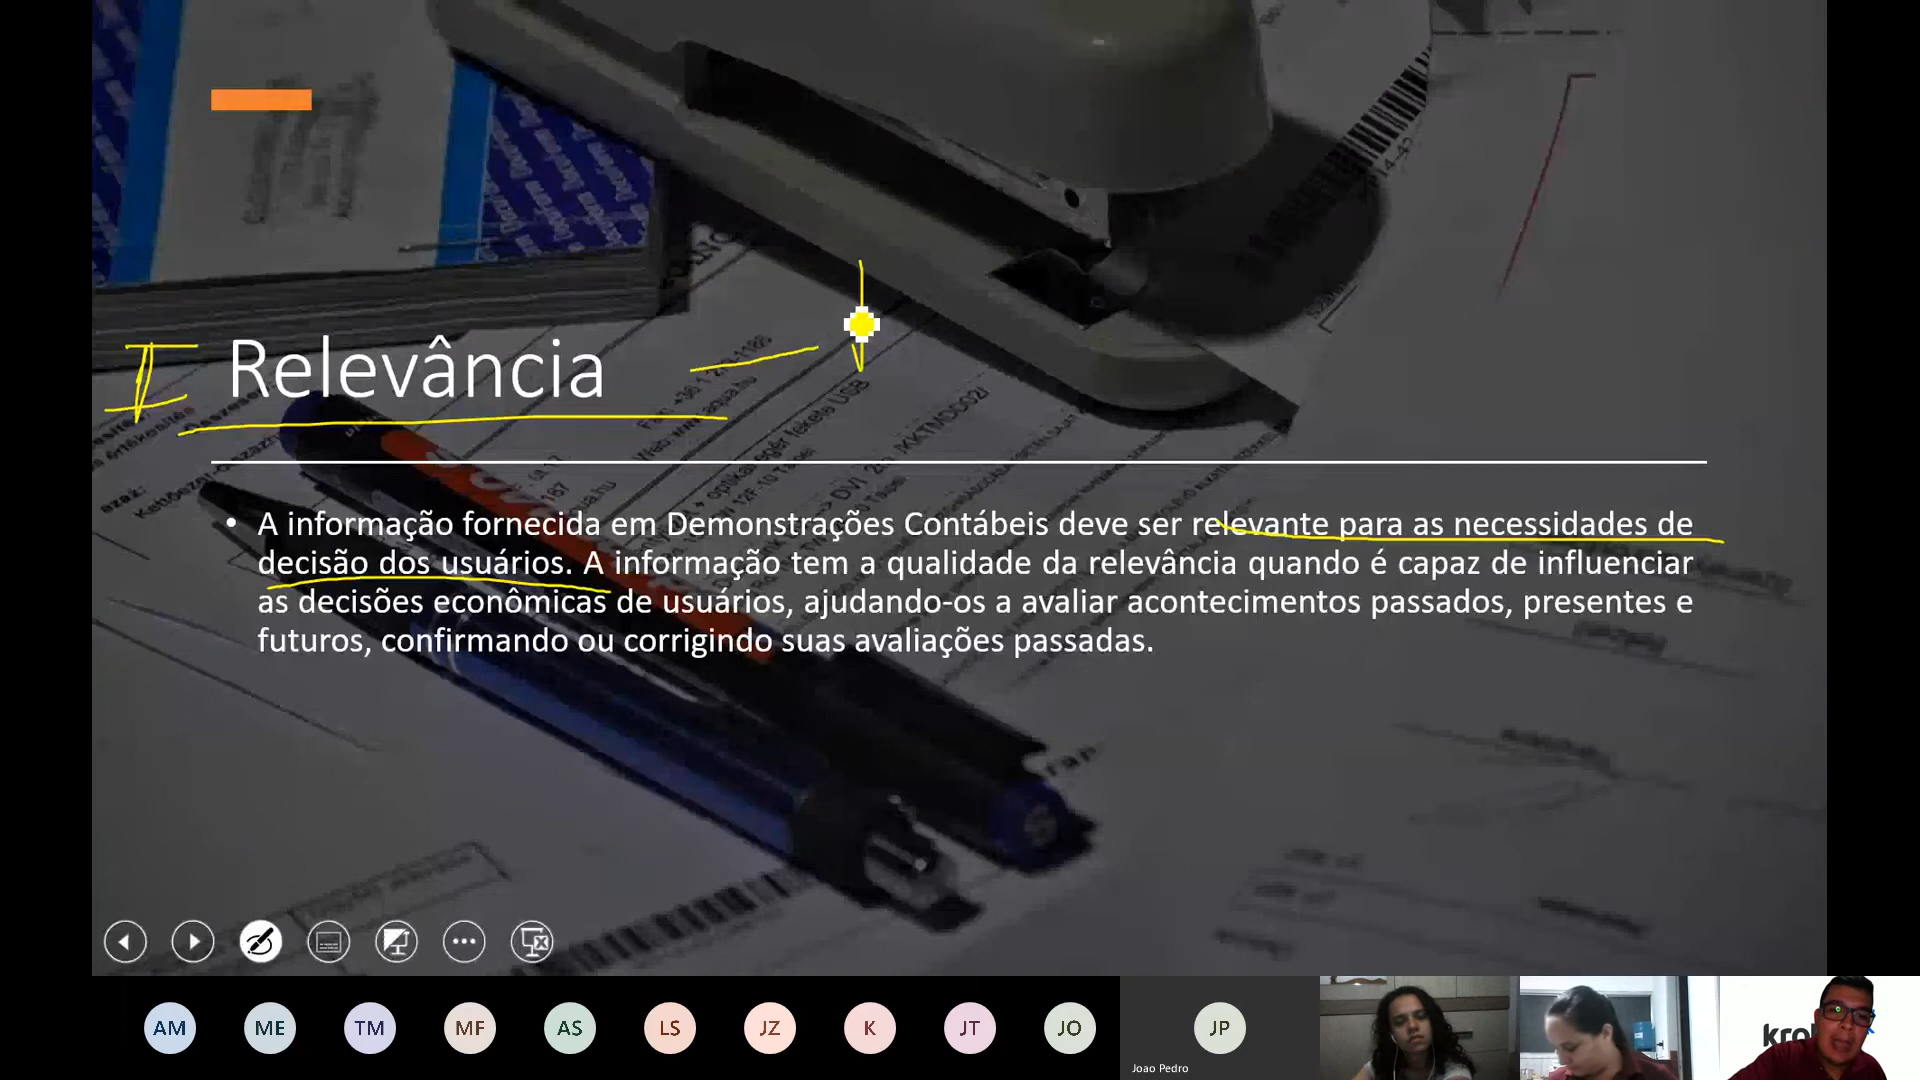 I Relevância
• A informação fornecida em Demonstrações Contábeis deve ser relevante para as necessidades de
decisão dos usuários. A informação tem a qualidade da relevância quando é capaz de influenciar
as decisões econômicas de usuários, ajudando-os a avaliar acontecimentos passados, presentes e
futuros, confirmando ou corrigindo suas avaliações passadas.
AM ME TM MF AS LS JZ K JT JO JP
Joao Pedro